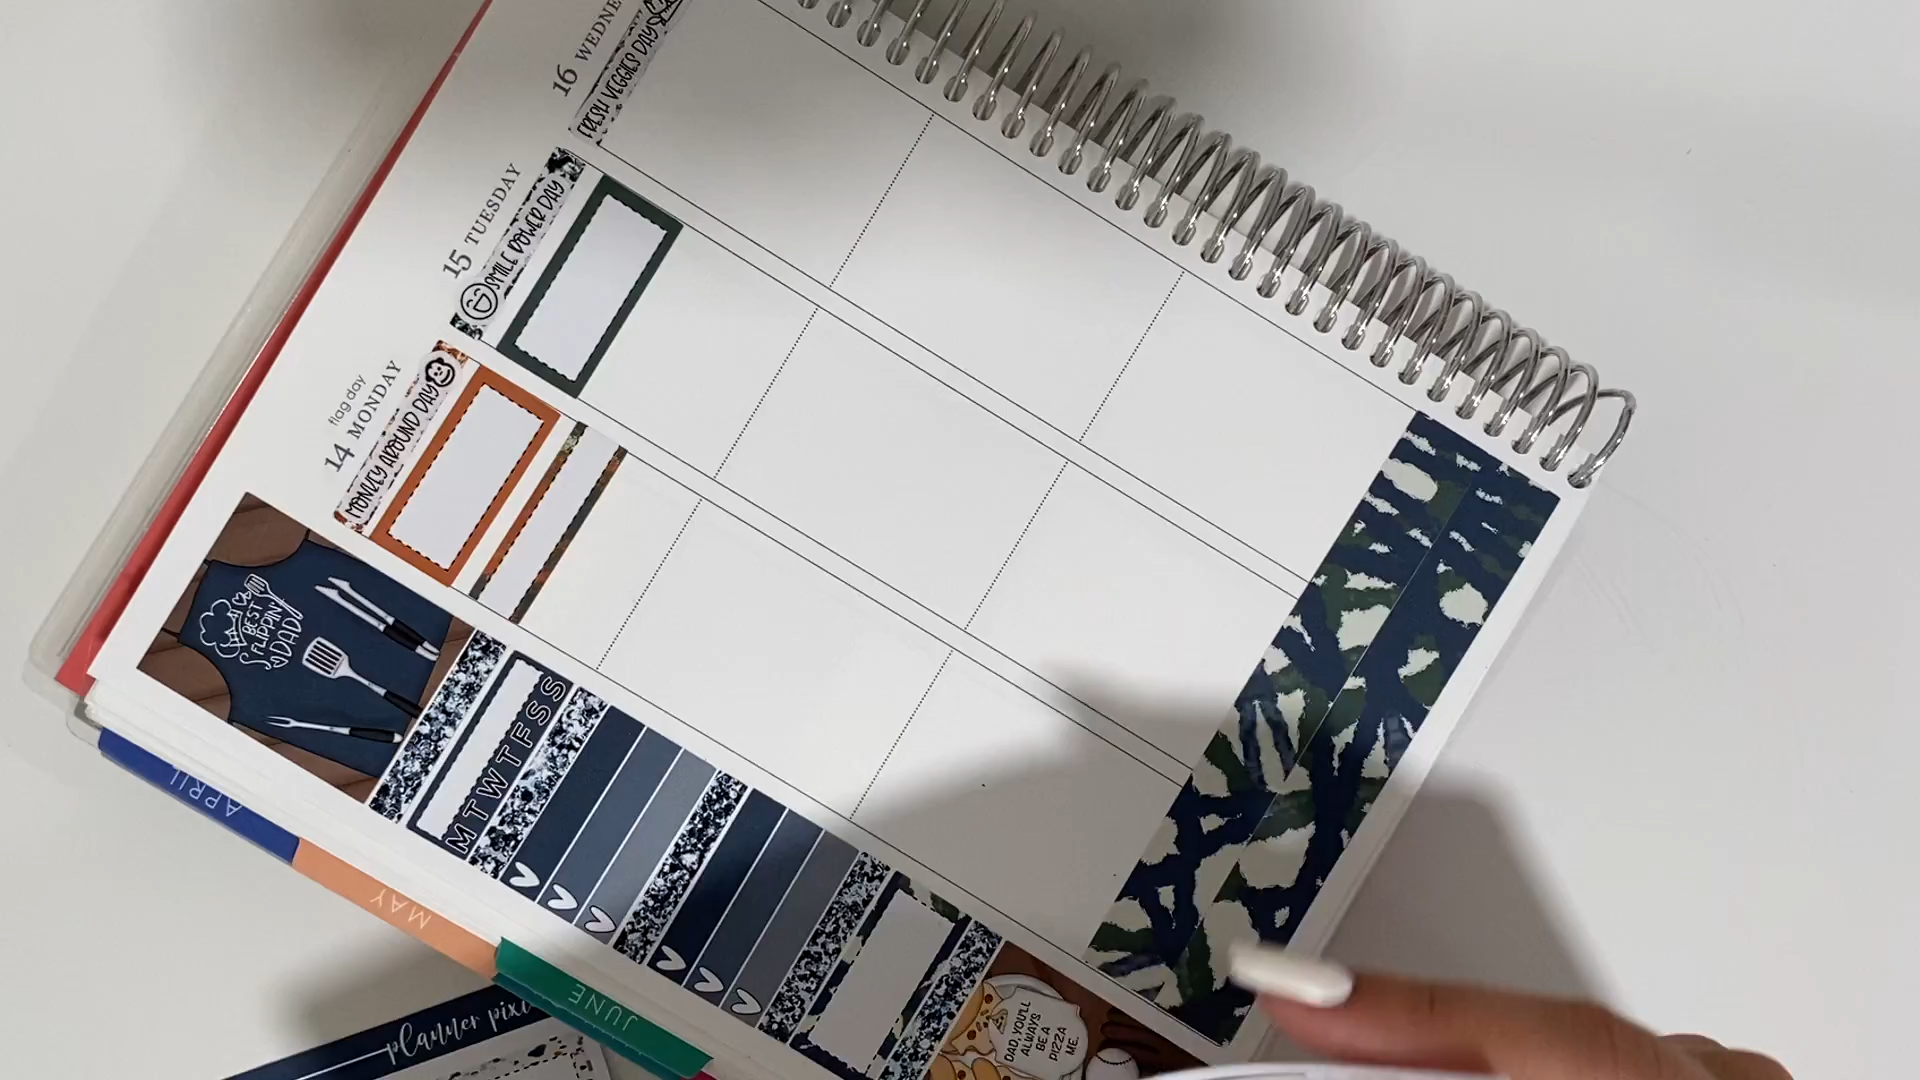 16 WEDNE
FRESH VEGGIES DAY
15 TUESDAY
SMILE POWER DAY
flag day
14 MONDAY
MONKEY AROUND DAY
BEST
FLIPPIN'
DAD
MTWTFSS
APRIL
MAY
JUNE
planner pixe
DAD, YOU'LL
ALWAYS
BE A
PIZZA
ME.